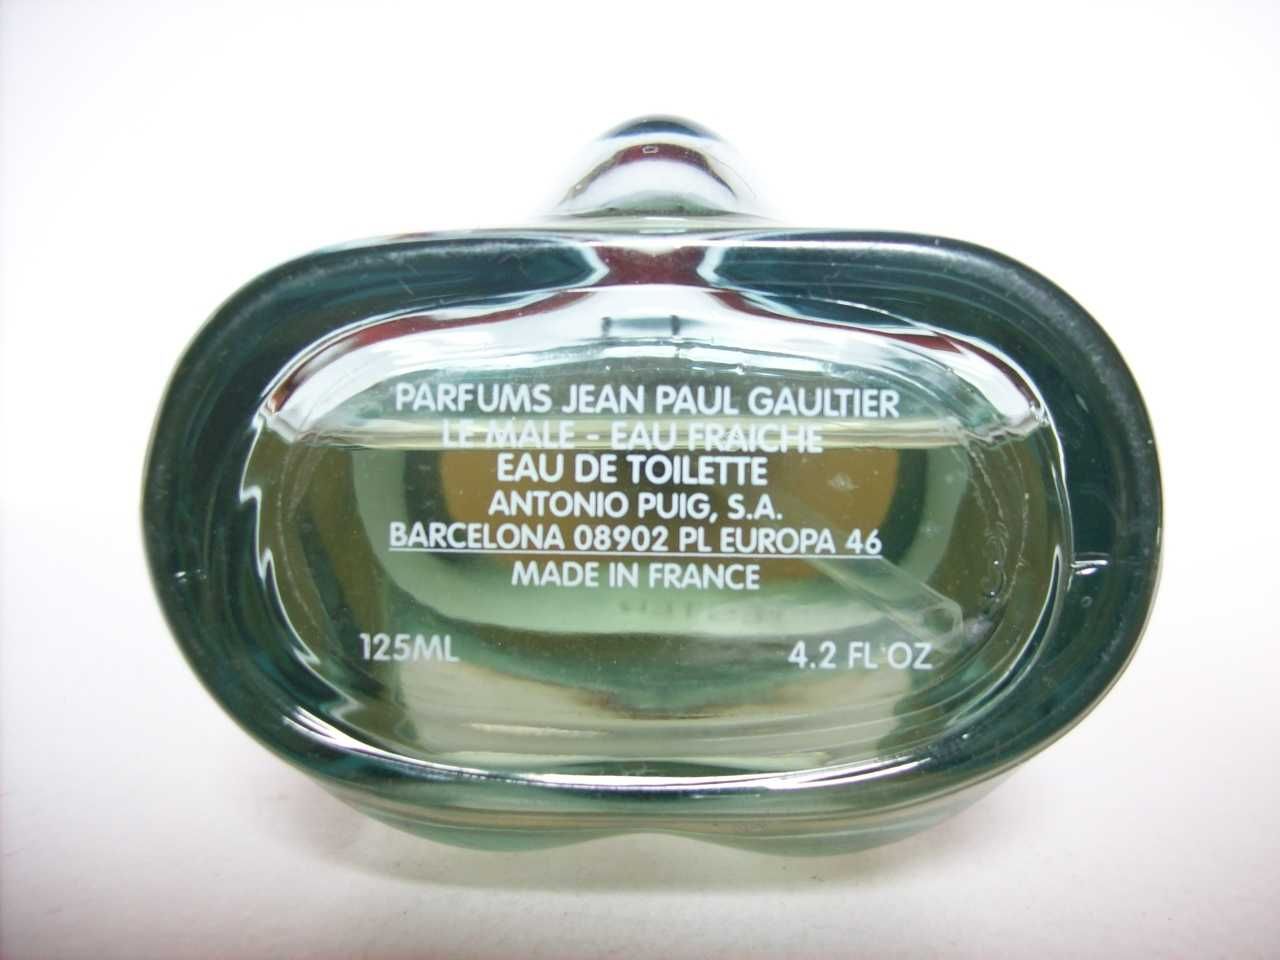 PARFUMS JEAN PAUL GAULTIER
LE MALE - EAU FRAICHE
EAU DE TOILETTE
ANTONIO PUIG, S.A.
BARCELONA 08902 PL EUROPA 46
MADE IN FRANCE
125ML 4.2 FL OZ